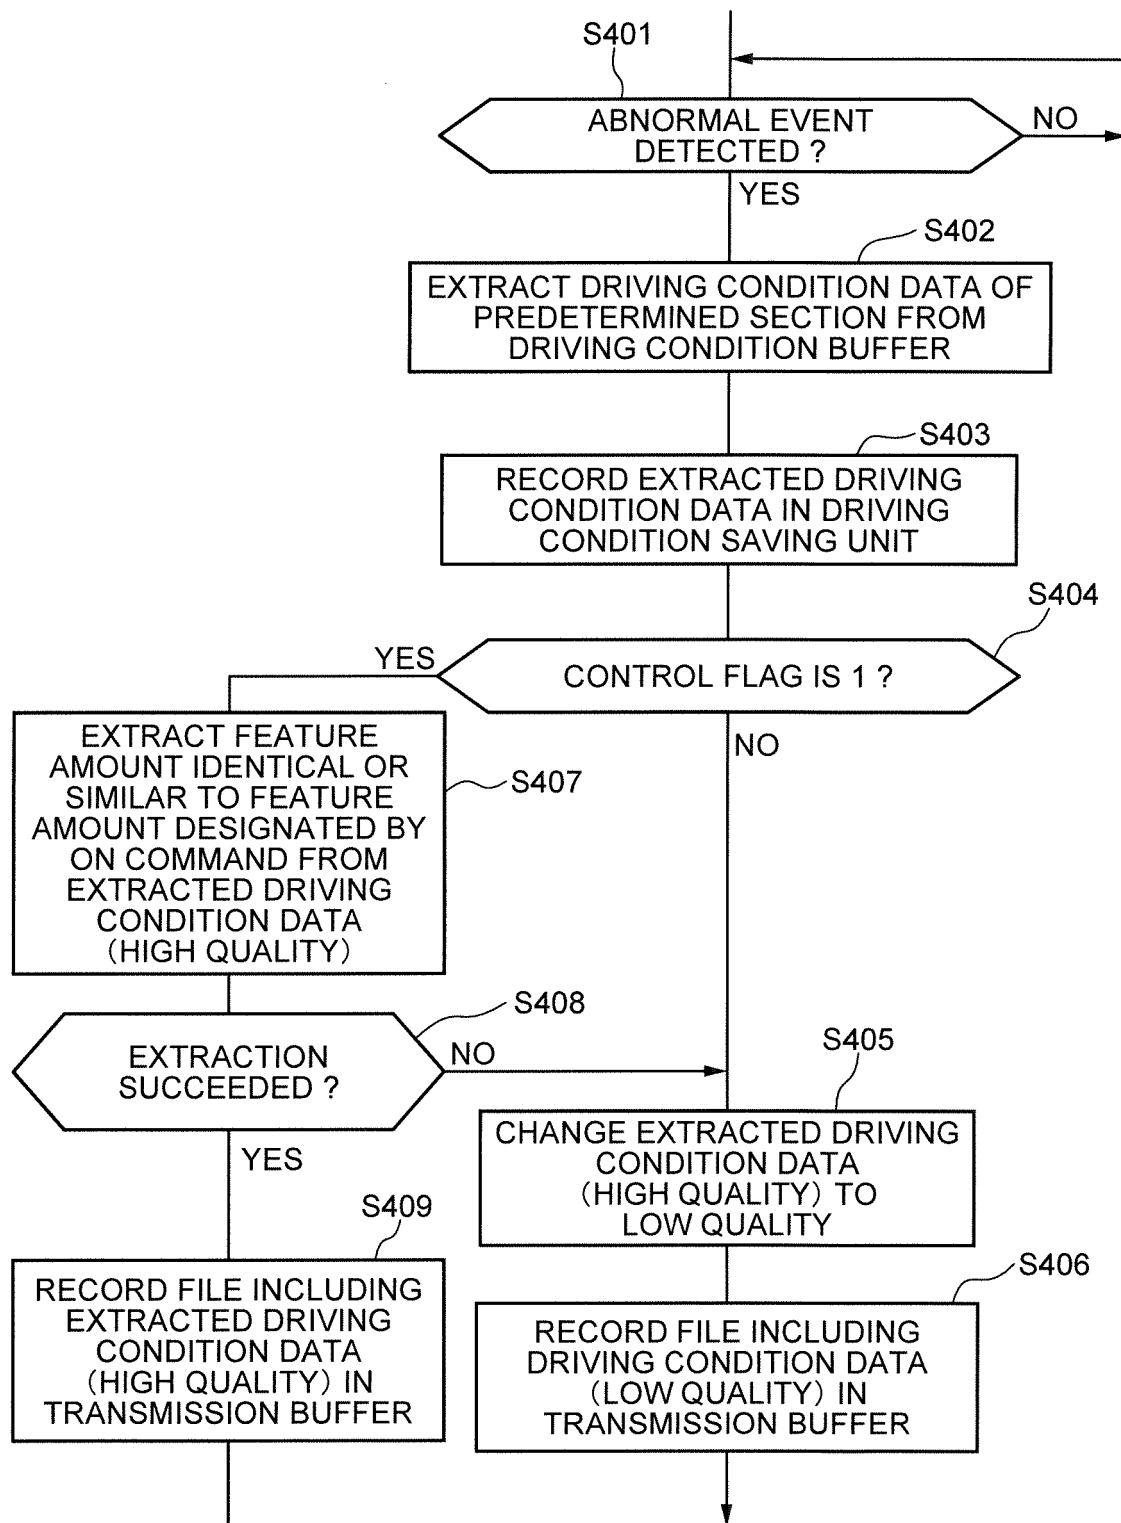 S401
ABNORMAL EVENT
DETECTED ?
NO
YES
S402
EXTRACT DRIVING CONDITION DATA OF
PREDETERMINED SECTION FROM
DRIVING CONDITION BUFFER
S403
RECORD EXTRACTED DRIVING
CONDITION DATA IN DRIVING
CONDITION SAVING UNIT
S404
CONTROL FLAG IS 1 ?
YES
NO
EXTRACT FEATURE
AMOUNT IDENTICAL OR
SIMILAR TO FEATURE
AMOUNT DESIGNATED BY
ON COMMAND FROM
EXTRACTED DRIVING
CONDITION DATA
(HIGH QUALITY)
S407
S408
EXTRACTION
SUCCEEDED ?
NO
YES
S405
CHANGE EXTRACTED DRIVING
CONDITION DATA
(HIGH QUALITY) TO
LOW QUALITY
S409
RECORD FILE INCLUDING
EXTRACTED DRIVING
CONDITION DATA
(HIGH QUALITY) IN
TRANSMISSION BUFFER
S406
RECORD FILE INCLUDING
DRIVING CONDITION DATA
(LOW QUALITY) IN
TRANSMISSION BUFFER